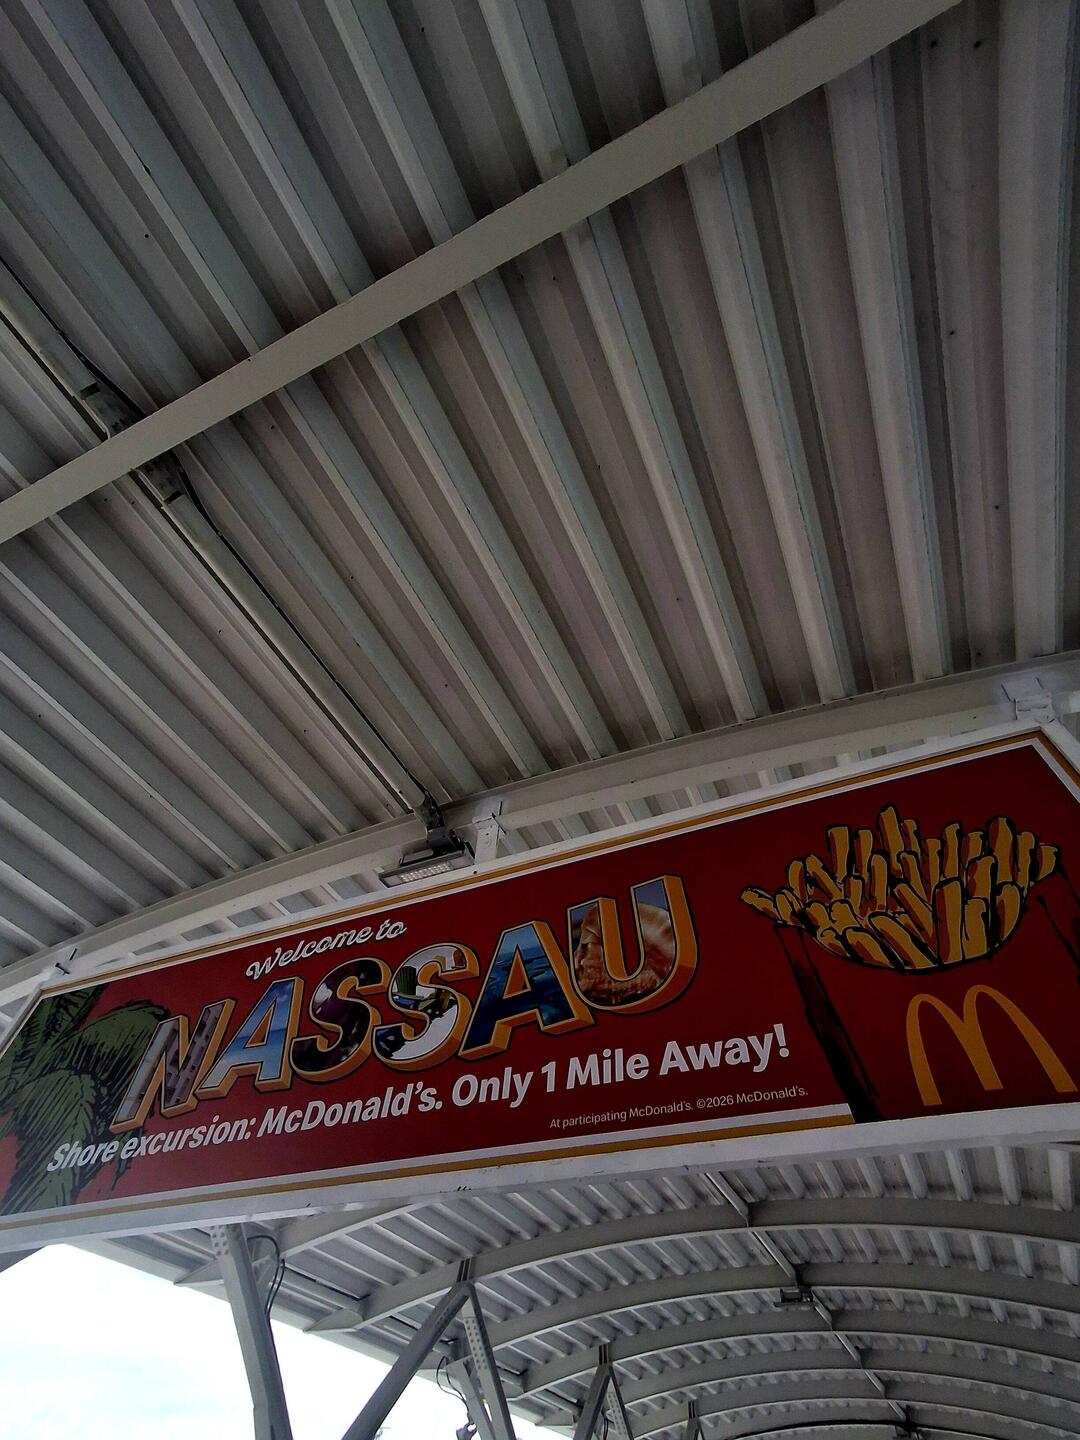 Welcome to
NASSAU
Shore excursion: McDonald's. Only 1 Mile Away!
At participating McDonald's. ©2026 McDonald's.